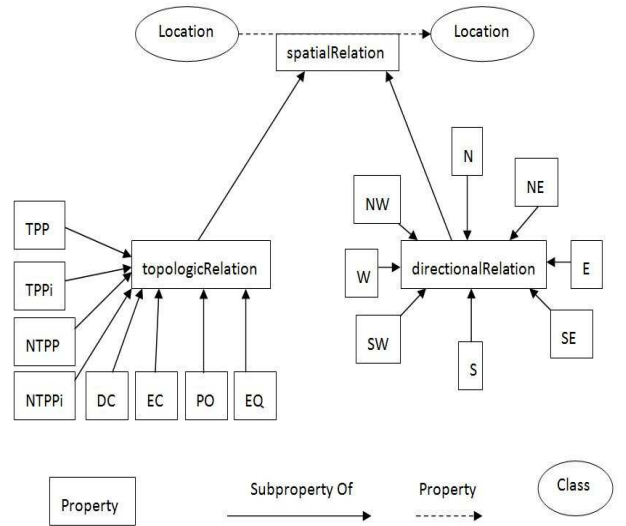 Location
Location
spatialRelation
N
NE
NW
TPP
topologicRelation
directionalRelation
E
W
TPPi
NTPP
SW
SE
S
NTPPi
DC
EC
PO
EQ
Subproperty Of
Property
Class
Property